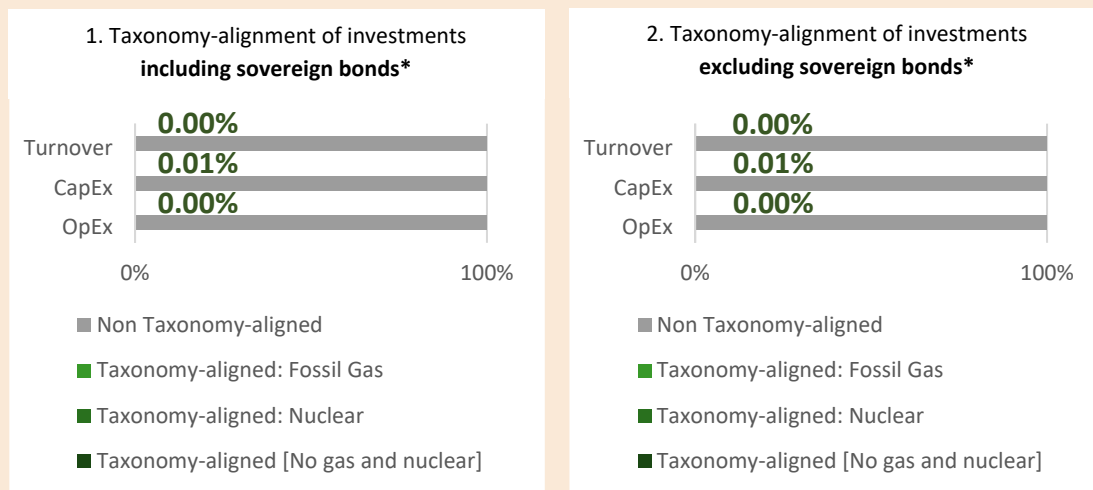 1. Taxonomy-alignment of investments
including sovereign bonds*
0.00%
Turnover
0.01%
CapEx
0.00%
OpEx
0% 100%
Non Taxonomy-aligned
Taxonomy-aligned: Fossil Gas
Taxonomy-aligned: Nuclear
Taxonomy-aligned [No gas and nuclear]
2. Taxonomy-alignment of investments
excluding sovereign bonds*
0.00%
Turnover
0.01%
CapEx
0.00%
OpEx
0% 100%
Non Taxonomy-aligned
Taxonomy-aligned: Fossil Gas
Taxonomy-aligned: Nuclear
Taxonomy-aligned [No gas and nuclear]